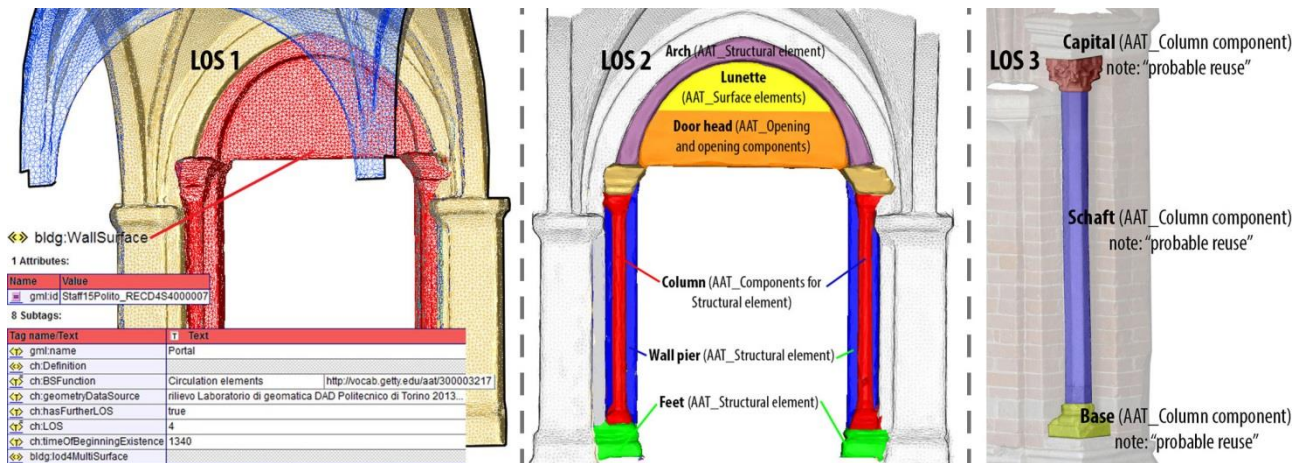 LOS 1
bldg:WallSurface
1 Attributes:
Name Value
gml:id Staff15Polito_RECD4S4000007
8 Subtags:
Tag name/Text T Text
gml:name Portal
ch:Definition
ch:BSFunction Circulation elements http://vocab.getty.edu/aat/300003217
ch:geometryDataSource rilievo Laboratorio di geomatica DAD Politecnico di Torino 2013...
ch:hasFurtherLOS true
ch:LOS 4
ch:timeOfBeginningExistence 1340
bldg:lod4MultiSurface
LOS 2
Arch (AAT_Structural element)
Lunette
(AAT_Surface elements)
Door head (AAT_Opening
and opening components)
Column (AAT_Components for
Structural element)
Wall pier (AAT_Structural element)
Feet (AAT_Structural element)
LOS 3
Capital (AAT_Column component)
note: “probable reuse”
Schaft (AAT_Column component)
note: “probable reuse”
Base (AAT_Column component)
note: “probable reuse”